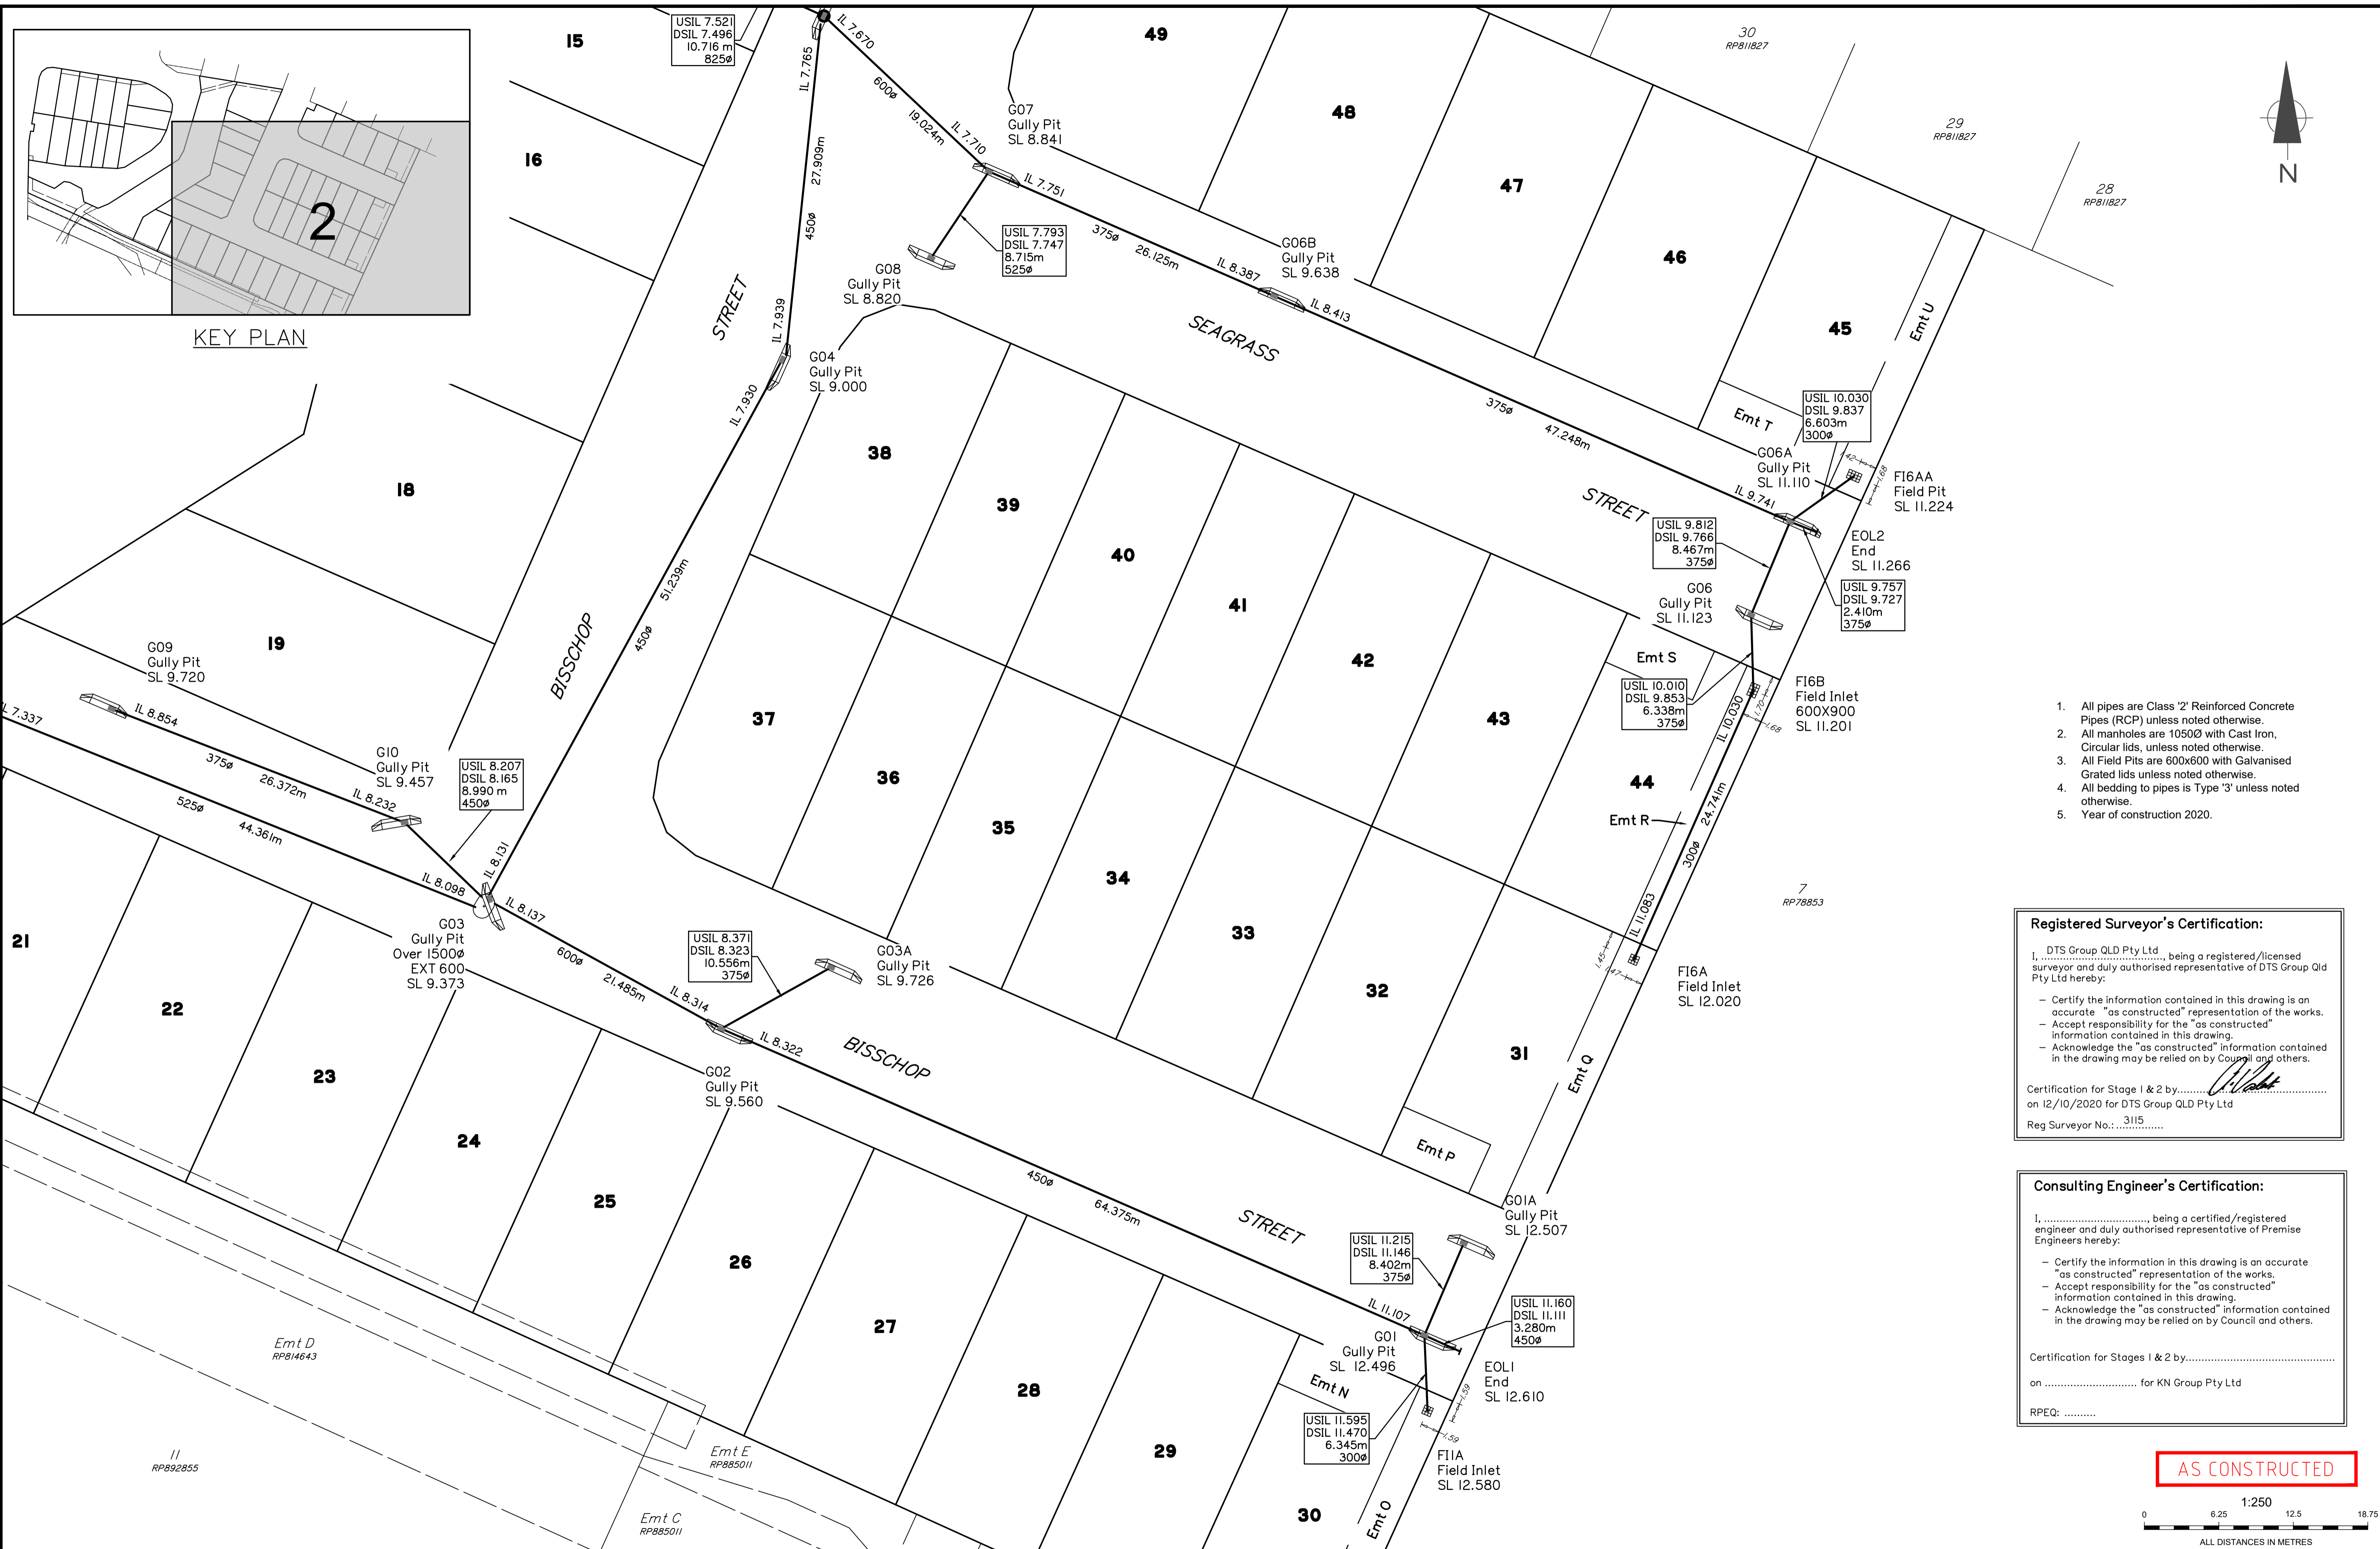 KEY PLAN
2
USIL 7.521
DSIL 7.496
10.716 m
825ø
15
16
18
19
21
22
23
24
25
26
27
28
29
30
31
32
33
34
35
36
37
38
39
40
41
42
43
44
45
46
47
48
49
IL 7.670
600ø
19.024m
IL 7.710
IL 7.765
27.909m
450ø
IL 7.939
G07
Gully Pit
SL 8.841
IL 7.751
375ø
26.125m
IL 8.387
G06B
Gully Pit
SL 9.638
IL 8.413
375ø
47.248m
IL 9.741
USIL 7.793
DSIL 7.747
8.715m
525ø
G08
Gully Pit
SL 8.820
G04
Gully Pit
SL 9.000
IL 7.930
51.239m
450ø
IL 8.131
STREET
BISSCHOP
SEAGRASS
STREET
30
RP811827
29
RP811827
28
RP811827
N
Emt U
Emt T
USIL 10.030
DSIL 9.837
6.603m
300ø
G06A
Gully Pit
SL 11.110
1.42
1.68
FI6AA
Field Pit
SL 11.224
USIL 9.812
DSIL 9.766
8.467m
375ø
EOL2
End
SL 11.266
USIL 9.757
DSIL 9.727
2.410m
375ø
G06
Gully Pit
SL 11.123
Emt S
USIL 10.010
DSIL 9.853
6.338m
375ø
FI6B
Field Inlet
600X900
SL 11.201
1.70
1.68
IL 10.030
24.741m
300ø
IL 11.083
Emt R
7
RP78853
1.45
1.47
FI6A
Field Inlet
SL 12.020
G09
Gully Pit
SL 9.720
IL 8.854
375ø
26.372m
IL 8.232
G10
Gully Pit
SL 9.457
USIL 8.207
DSIL 8.165
8.990 m
450ø
IL 7.337
525ø
44.361m
IL 8.098
G03
Gully Pit
Over 1500ø
EXT 600
SL 9.373
IL 8.137
600ø
21.485m
IL 8.314
USIL 8.371
DSIL 8.323
10.556m
375ø
G03A
Gully Pit
SL 9.726
G02
Gully Pit
SL 9.560
IL 8.322
BISSCHOP
STREET
450ø
64.375m
IL 11.107
Emt Q
Emt P
G01A
Gully Pit
SL 12.507
USIL 11.215
DSIL 11.146
8.402m
375ø
USIL 11.160
DSIL 11.111
3.280m
450ø
G01
Gully Pit
SL 12.496
EOL1
End
SL 12.610
Emt N
USIL 11.595
DSIL 11.470
6.345m
300ø
1.59
1.59
FI1A
Field Inlet
SL 12.580
Emt O
Emt D
RP814643
11
RP892855
Emt E
RP885011
Emt C
RP885011
1. All pipes are Class '2' Reinforced Concrete
Pipes (RCP) unless noted otherwise.
2. All manholes are 1050Ø with Cast Iron,
Circular lids, unless noted otherwise.
3. All Field Pits are 600x600 with Galvanised
Grated lids unless noted otherwise.
4. All bedding to pipes is Type '3' unless noted
otherwise.
5. Year of construction 2020.
Registered Surveyor's Certification:
I, DTS Group QLD Pty Ltd, being a registered/licensed
surveyor and duly authorised representative of DTS Group Qld
Pty Ltd hereby:
– Certify the information contained in this drawing is an
accurate "as constructed" representation of the works.
– Accept responsibility for the "as constructed"
information contained in this drawing.
– Acknowledge the "as constructed" information contained
in the drawing may be relied on by Council and others.
Certification for Stage 1 & 2 by..............................
on 12/10/2020 for DTS Group QLD Pty Ltd
Reg Surveyor No.: 3115
Consulting Engineer's Certification:
I, ................................, being a certified/registered
engineer and duly authorised representative of Premise
Engineers hereby:
– Certify the information in this drawing is an accurate
"as constructed" representation of the works.
– Accept responsibility for the "as constructed"
information contained in this drawing.
– Acknowledge the "as constructed" information contained
in the drawing may be relied on by Council and others.
Certification for Stages 1 & 2 by..............................
on ............................. for KN Group Pty Ltd
RPEQ: ..........
AS CONSTRUCTED
1:250
0 6.25 12.5 18.75
ALL DISTANCES IN METRES